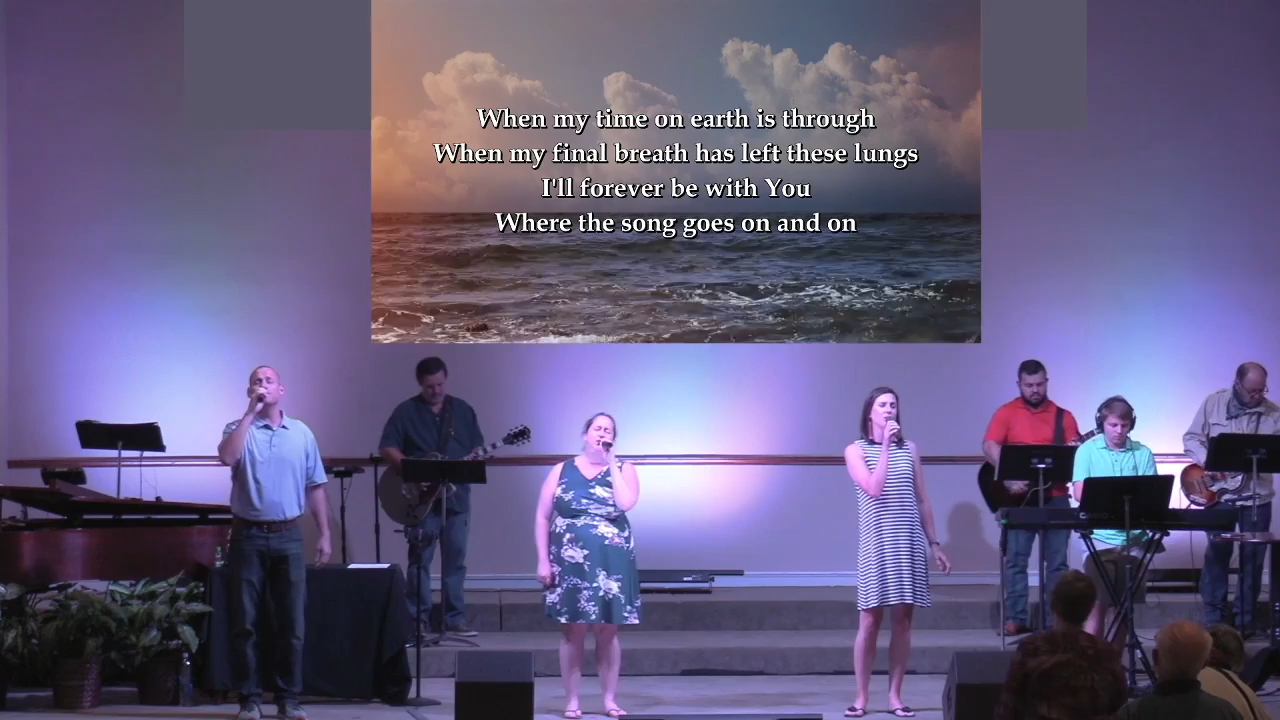 When my time on earth is through
When my final breath has left these lungs
I'll forever be with You
Where the song goes on and on